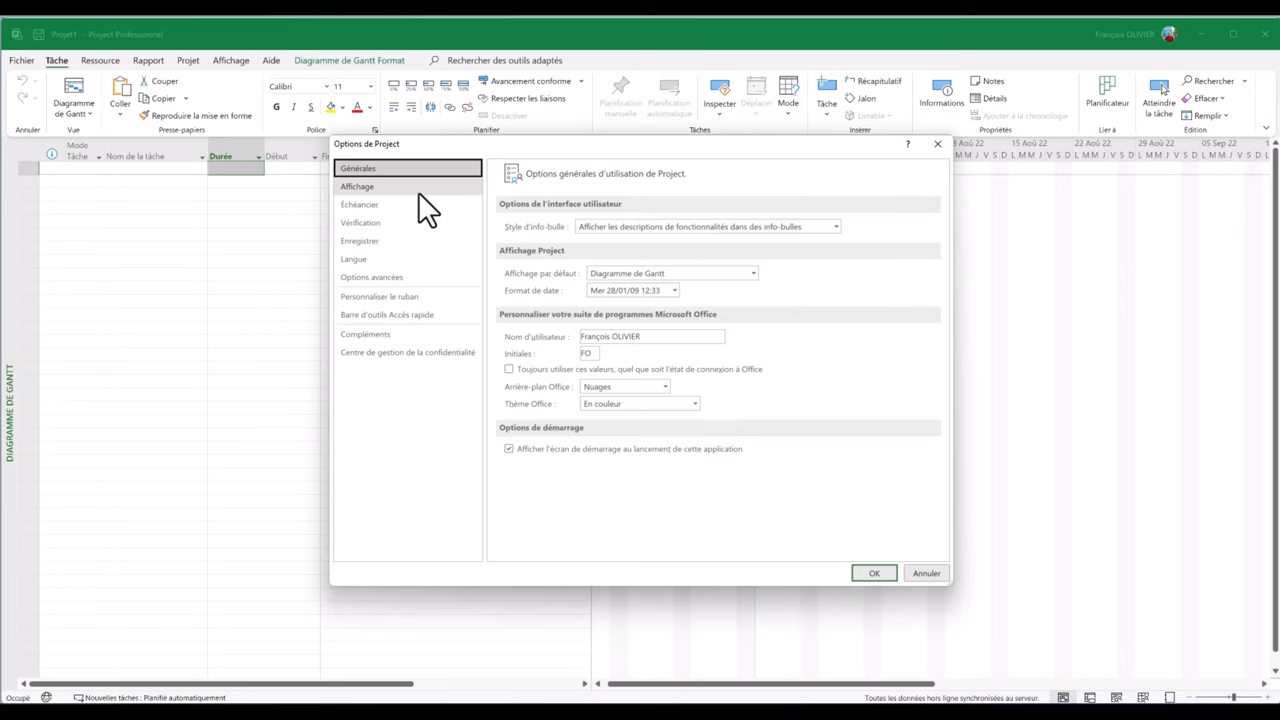 Projet1 - Project Professionnel
François OLIVIER
Fichier Tâche Ressource Rapport Projet Affichage Aide Diagramme de Gantt Format Rechercher des outils adaptés
Diagramme de Gantt
Coller
Couper
Copier
Reproduire la mise en forme
Calibri 11
G I S A
Avancement conforme
Respecter les liaisons
Désactiver
Planification manuelle
Planification automatique
Inspecter
Déplacer
Mode
Tâche
Récapitulatif
Jalon
Livrable
Informations
Notes
Détails
Ajouter à la chronologie
Planificateur
Atteindre la tâche
Rechercher
Effacer
Remplir
Annuler Vue Presse-papiers Police Planifier Tâches Insérer Propriétés Lier à Édition
Mode Tâche
Nom de la tâche
Durée
Début
08 Aoû 22 15 Aoû 22 22 Aoû 22 29 Aoû 22 05 Sep 22
DIAGRAMME DE GANTT
Options de Project
?
Générales
Affichage
Échéancier
Vérification
Enregistrer
Langue
Options avancées
Personnaliser le ruban
Barre d'outils Accès rapide
Compléments
Centre de gestion de la confidentialité
Options générales d'utilisation de Project.
Options de l'interface utilisateur
Style d'info-bulle : Afficher les descriptions de fonctionnalités dans des info-bulles
Affichage Project
Affichage par défaut : Diagramme de Gantt
Format de date : Mer 28/01/09 12:33
Personnaliser votre suite de programmes Microsoft Office
Nom d'utilisateur : François OLIVIER
Initiales : FO
Toujours utiliser ces valeurs, quel que soit l'état de connexion à Office
Arrière-plan Office : Nuages
Thème Office : En couleur
Options de démarrage
Afficher l'écran de démarrage au lancement de cette application
OK Annuler
Occupé Nouvelles tâches : Planifié automatiquement
Toutes les données hors ligne synchronisées au serveur.